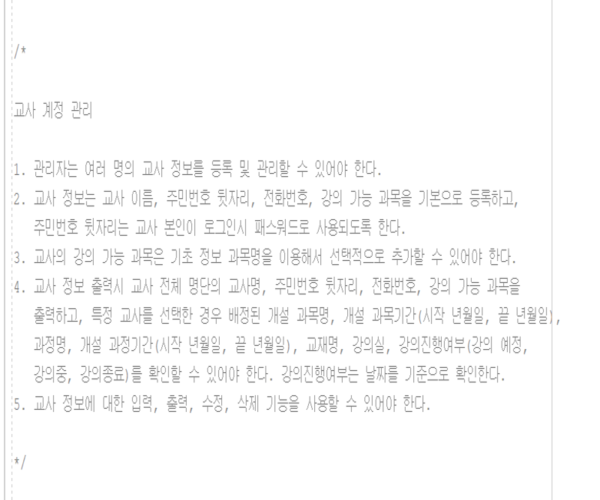 /*
교사 계정 관리
1. 관리자는 여러 명의 교사 정보를 등록 및 관리할 수 있어야 한다.
2. 교사 정보는 교사 이름, 주민번호 뒷자리, 전화번호, 강의 가능 과목을 기본으로 등록하고,
주민번호 뒷자리는 교사 본인이 로그인시 패스워드로 사용되도록 한다.
3. 교사의 강의 가능 과목은 기초 정보 과목명을 이용해서 선택적으로 추가할 수 있어야 한다.
4. 교사 정보 출력시 교사 전체 명단의 교사명, 주민번호 뒷자리, 전화번호, 강의 가능 과목을
출력하고, 특정 교사를 선택한 경우 배정된 개설 과목명, 개설 과목기간(시작 년월일, 끝 년월일),
과정명, 개설 과정기간(시작 년월일, 끝 년월일), 교재명, 강의실, 강의진행여부(강의 예정,
강의중, 강의종료)를 확인할 수 있어야 한다. 강의진행여부는 날짜를 기준으로 확인한다.
5. 교사 정보에 대한 입력, 출력, 수정, 삭제 기능을 사용할 수 있어야 한다.
*/